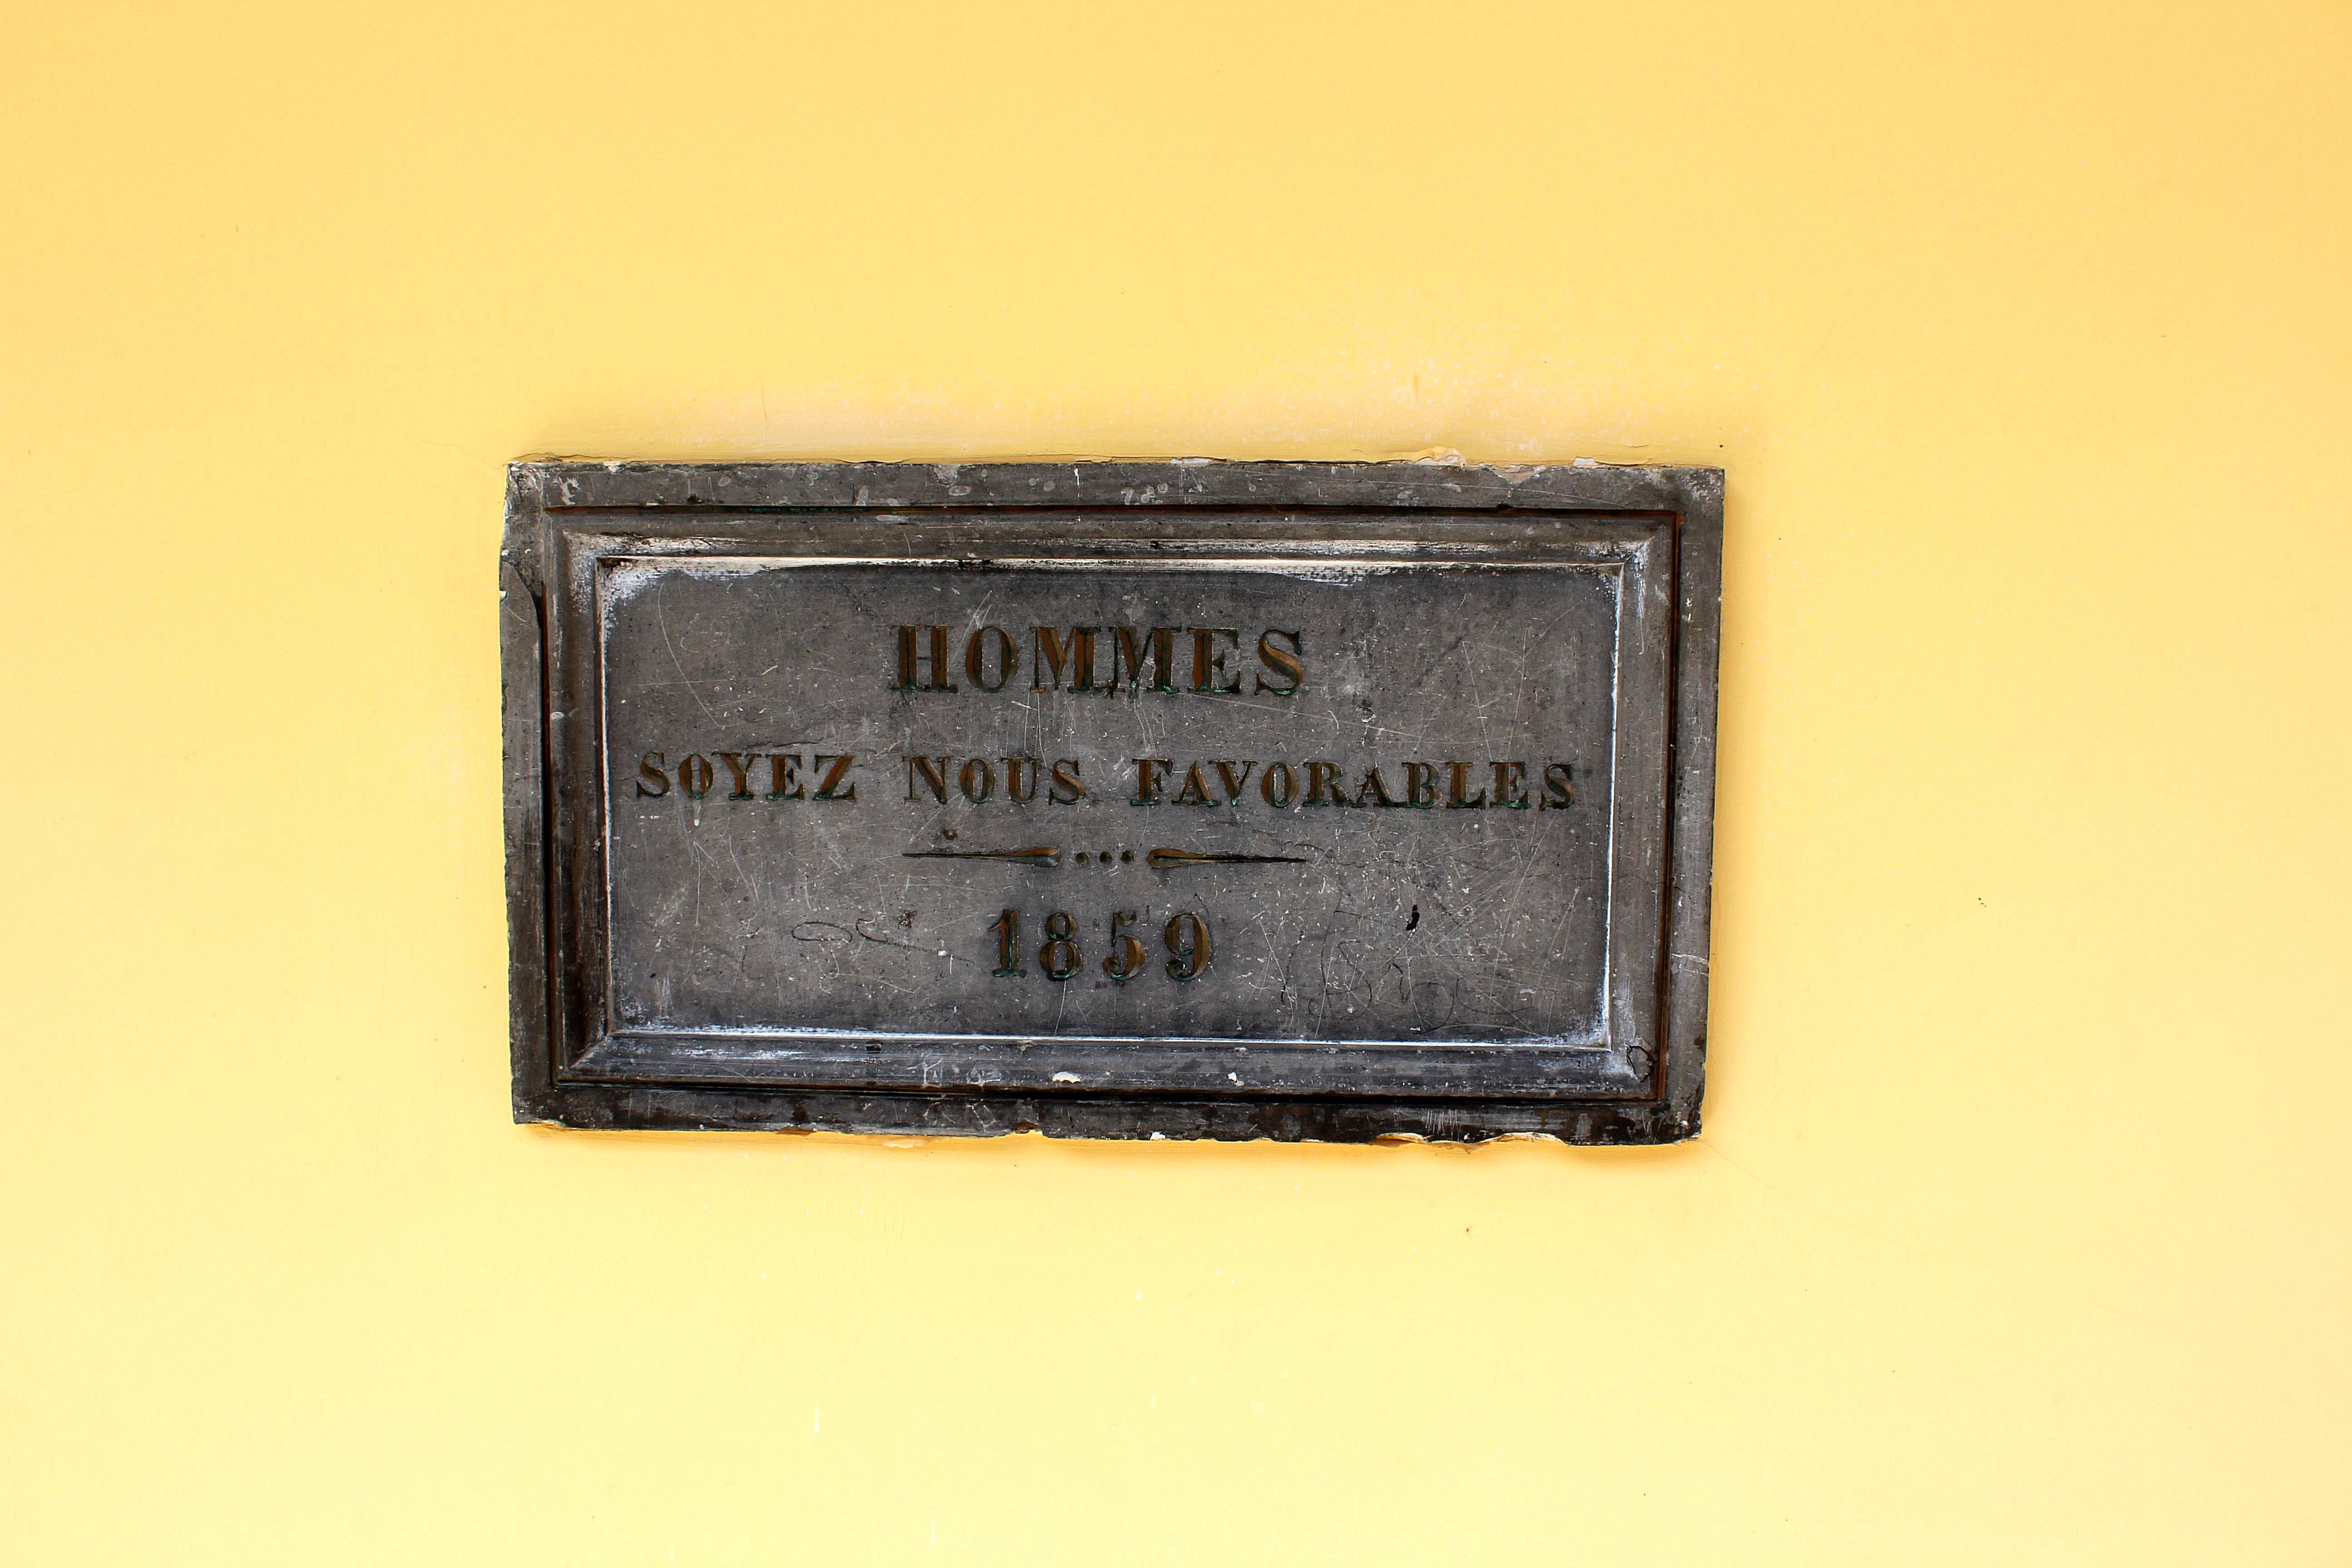 HOMMES
SOYEZ NOUS FAVORABLES
1859